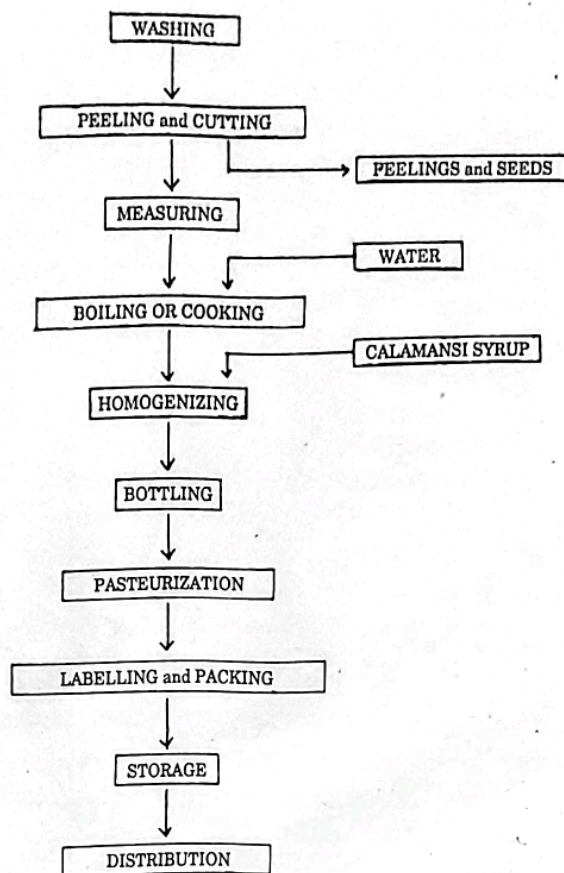 WASHING
PEELING and CUTTING
PEELINGS and SEEDS
MEASURING
WATER
BOILING OR COOKING
CALAMANSI SYRUP
HOMOGENIZING
BOTTLING
PASTEURIZATION
LABELLING and PACKING
STORAGE
DISTRIBUTION